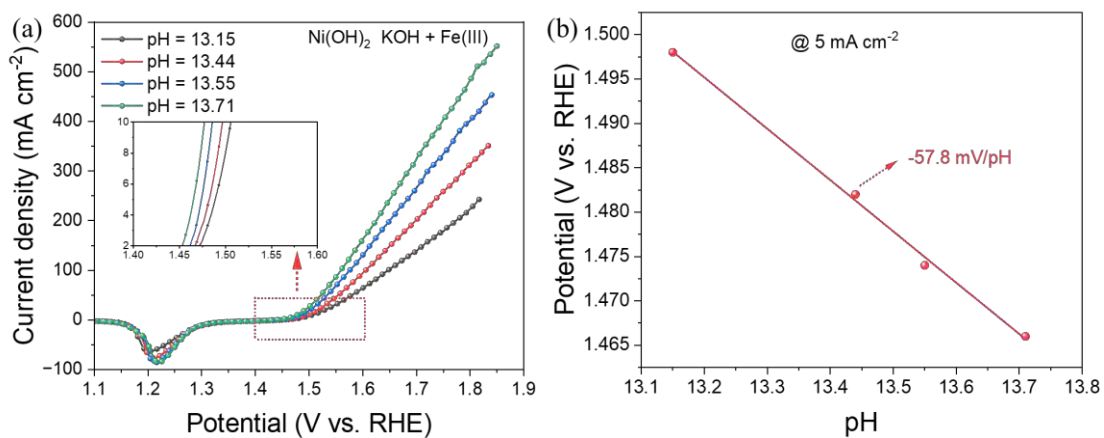 (a)
pH = 13.15
pH = 13.44
pH = 13.55
pH = 13.71
Ni(OH)₂ KOH + Fe(III)
600
500
400
300
200
100
0
−100
Current density (mA cm⁻²)
10
8
6
4
2
1.40 1.45 1.50 1.55 1.60
1.1 1.2 1.3 1.4 1.5 1.6 1.7 1.8 1.9
Potential (V vs. RHE)
(b)
@ 5 mA cm⁻²
-57.8 mV/pH
1.500
1.495
1.490
1.485
1.480
1.475
1.470
1.465
Potential (V vs. RHE)
13.1 13.2 13.3 13.4 13.5 13.6 13.7 13.8
pH